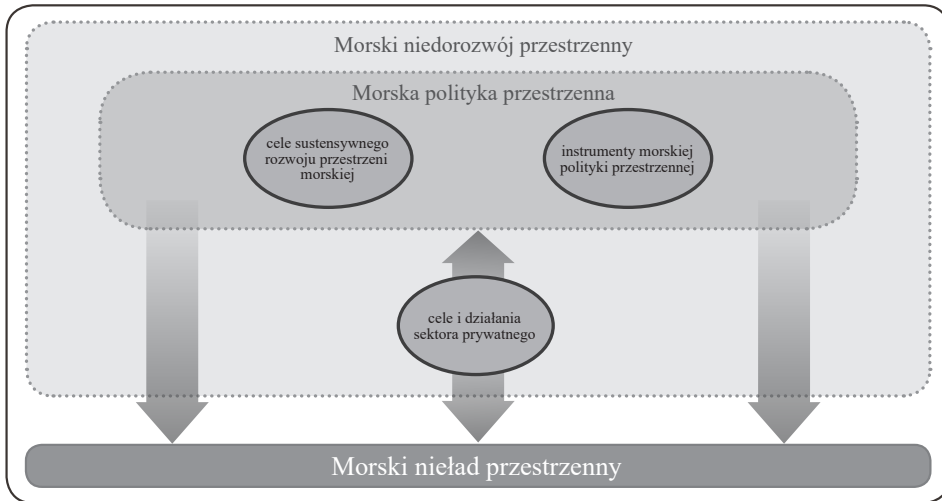 Morski niedorozwój przestrzenny
Morska polityka przestrzenna
cele sustensywnego
rozwoju przestrzeni
morskiej
instrumenty morskiej
polityki przestrzennej
cele i działania
sektora prywatnego
Morski nieład przestrzenny